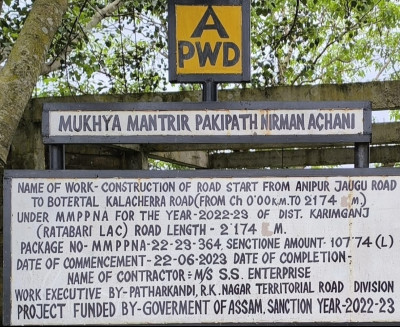 A
PWD
MUKHYA MANTRIR PAKIPATH NIRMAN ACHANI
NAME OF WORK-CONSTRUCTION OF ROAD START FROM ANIPUR JAUGU ROAD
TO BOTERTAL KALACHERRA ROAD (FROM Ch 0'00 K.M. TO 2'174 K.M.)
UNDER MMPPNA FOR THE YEAR-2022-23 OF DIST. KARIMGANJ
(RATABARI LAC) ROAD LENGTH - 2'174 K.M.
PACKAGE NO-MMPPNA-22-23-364, SENCTIONE AMOUNT-107'74 (L)
DATE OF COMMENCEMENT-22-06-2023 DATE OF COMPLETION-
NAME OF CONTRACTOR-M/S S.S. ENTERPRISE
WORK EXECUTIVE BY-PATHARKANDI, R.K. NAGAR TERRITORIAL ROAD DIVISION
PROJECT FUNDED BY-GOVERMENT OF ASSAM, SANCTION YEAR-2022-23